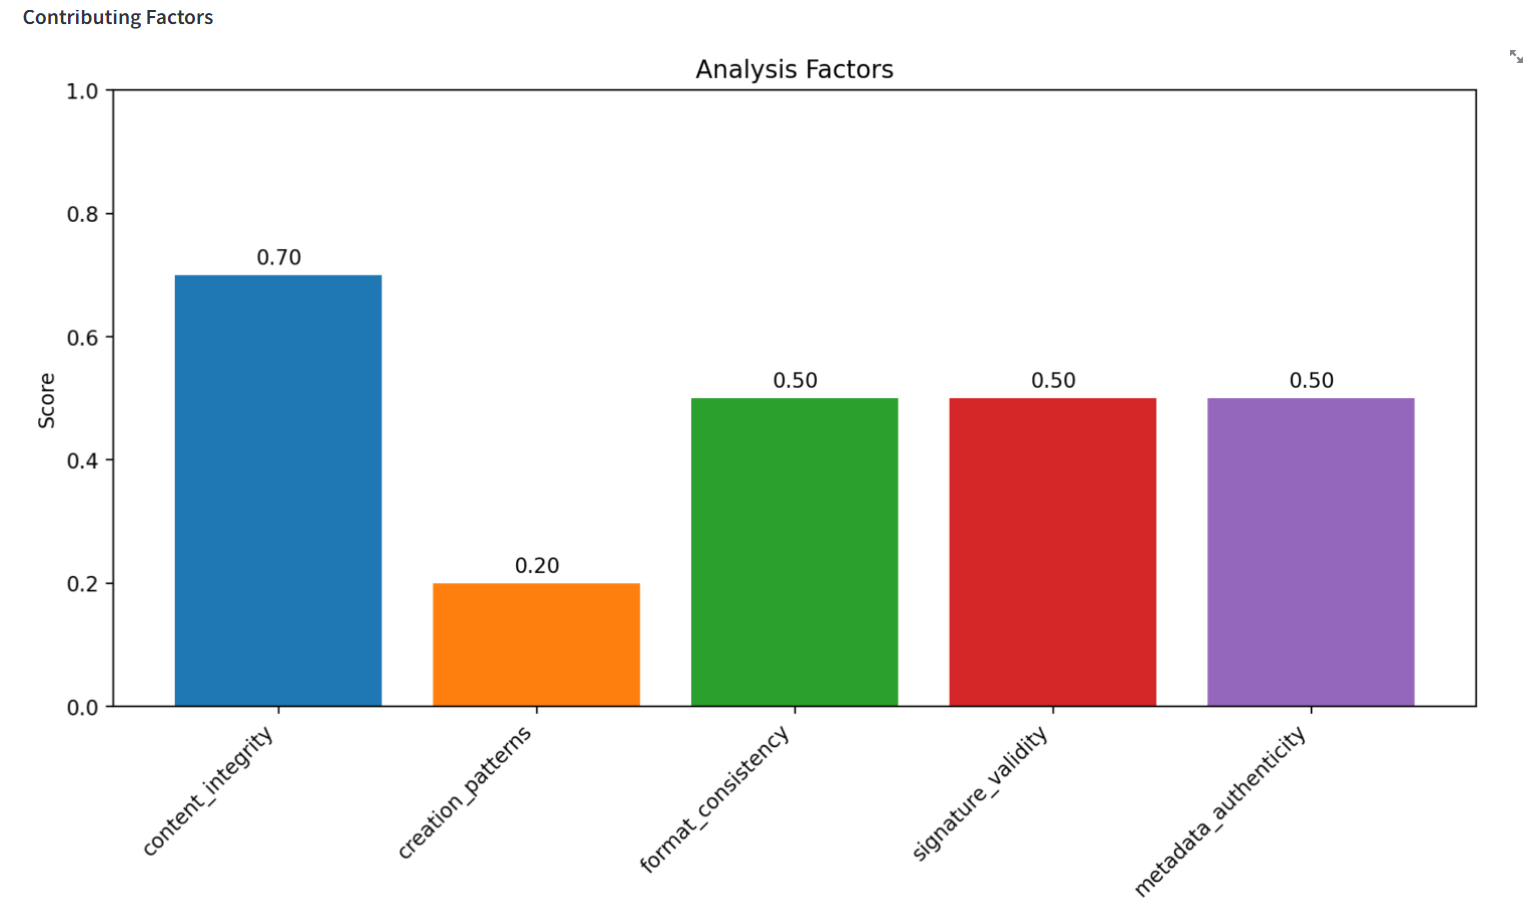 Contributing Factors
Analysis Factors
1.0
0.8
0.6
0.4
0.2
0.0
Score
0.70
0.20
0.50
0.50
0.50
content_integrity
creation_patterns
format_consistency
signature_validity
metadata_authenticity